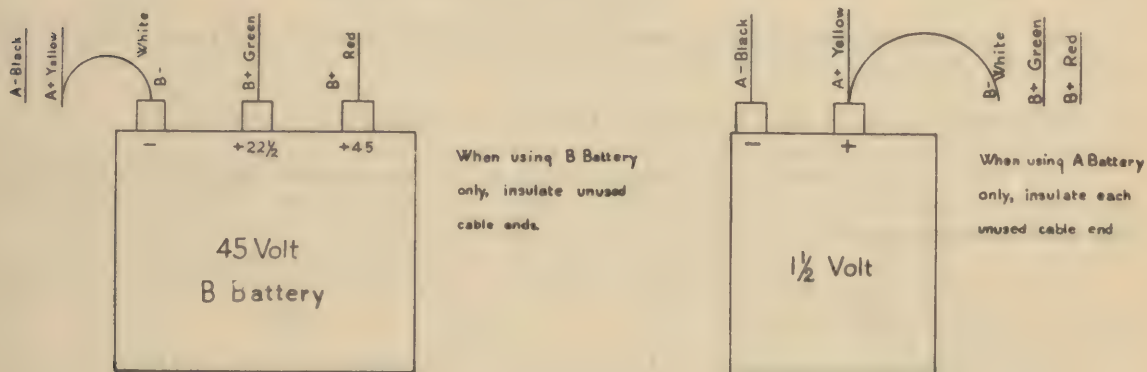 A-Black
A+ Yellow
B- White
B+ Green
B+ Red
-
+22½
+45
45 Volt
B Battery
When using B Battery
only, insulate unused
cable ends.
A-Black
A+ Yellow
B- White
B+ Green
B+ Red
-
+
1½ Volt
When using A Battery
only, insulate each
unused cable end